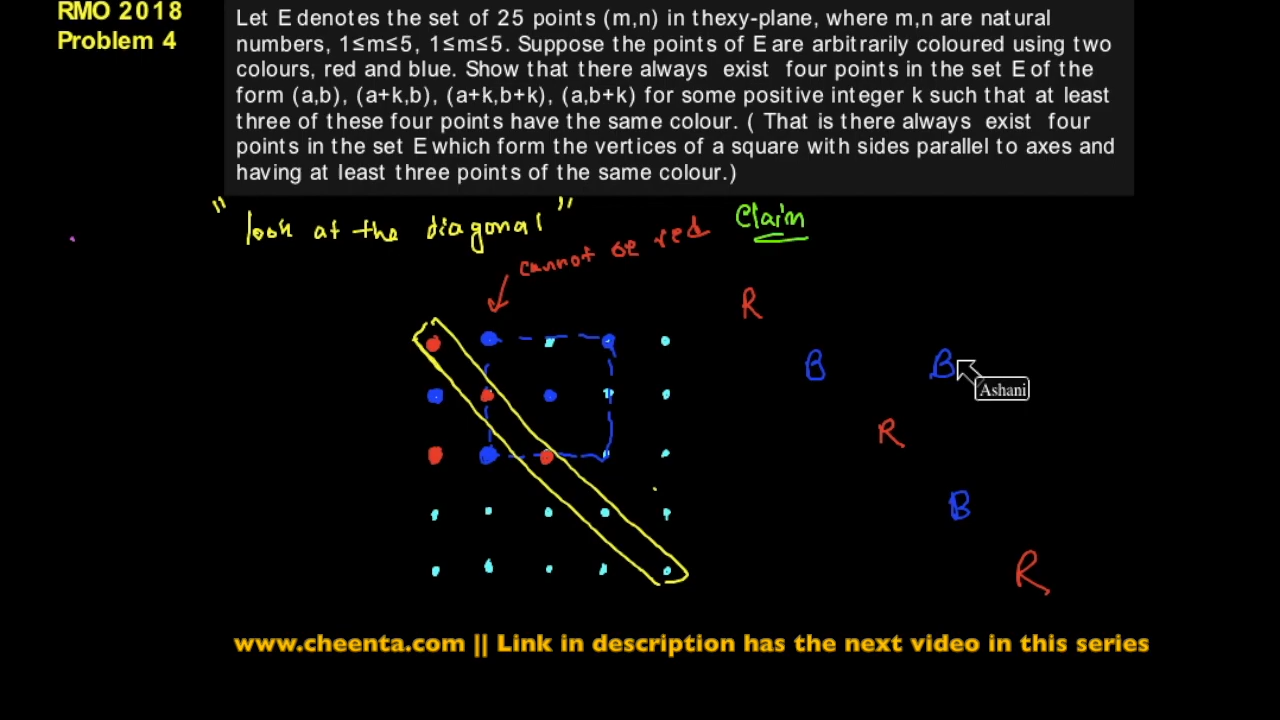 RMO 2018
Problem 4
Let E denotes the set of 25 points (m,n) in thexy-plane, where m,n are natural
numbers, 1≤m≤5, 1≤m≤5. Suppose the points of E are arbitrarily coloured using two
colours, red and blue. Show that there always exist four points in the set E of the
form (a,b), (a+k,b), (a+k,b+k), (a,b+k) for some positive integer k such that at least
three of these four points have the same colour. ( That is there always exist four
points in the set E which form the vertices of a square with sides parallel to axes and
having at least three points of the same colour.)
"look at the diagonal"
Claim
cannot be red
R
B B
Ashani
R
B
R
www.cheenta.com || Link in description has the next video in this series